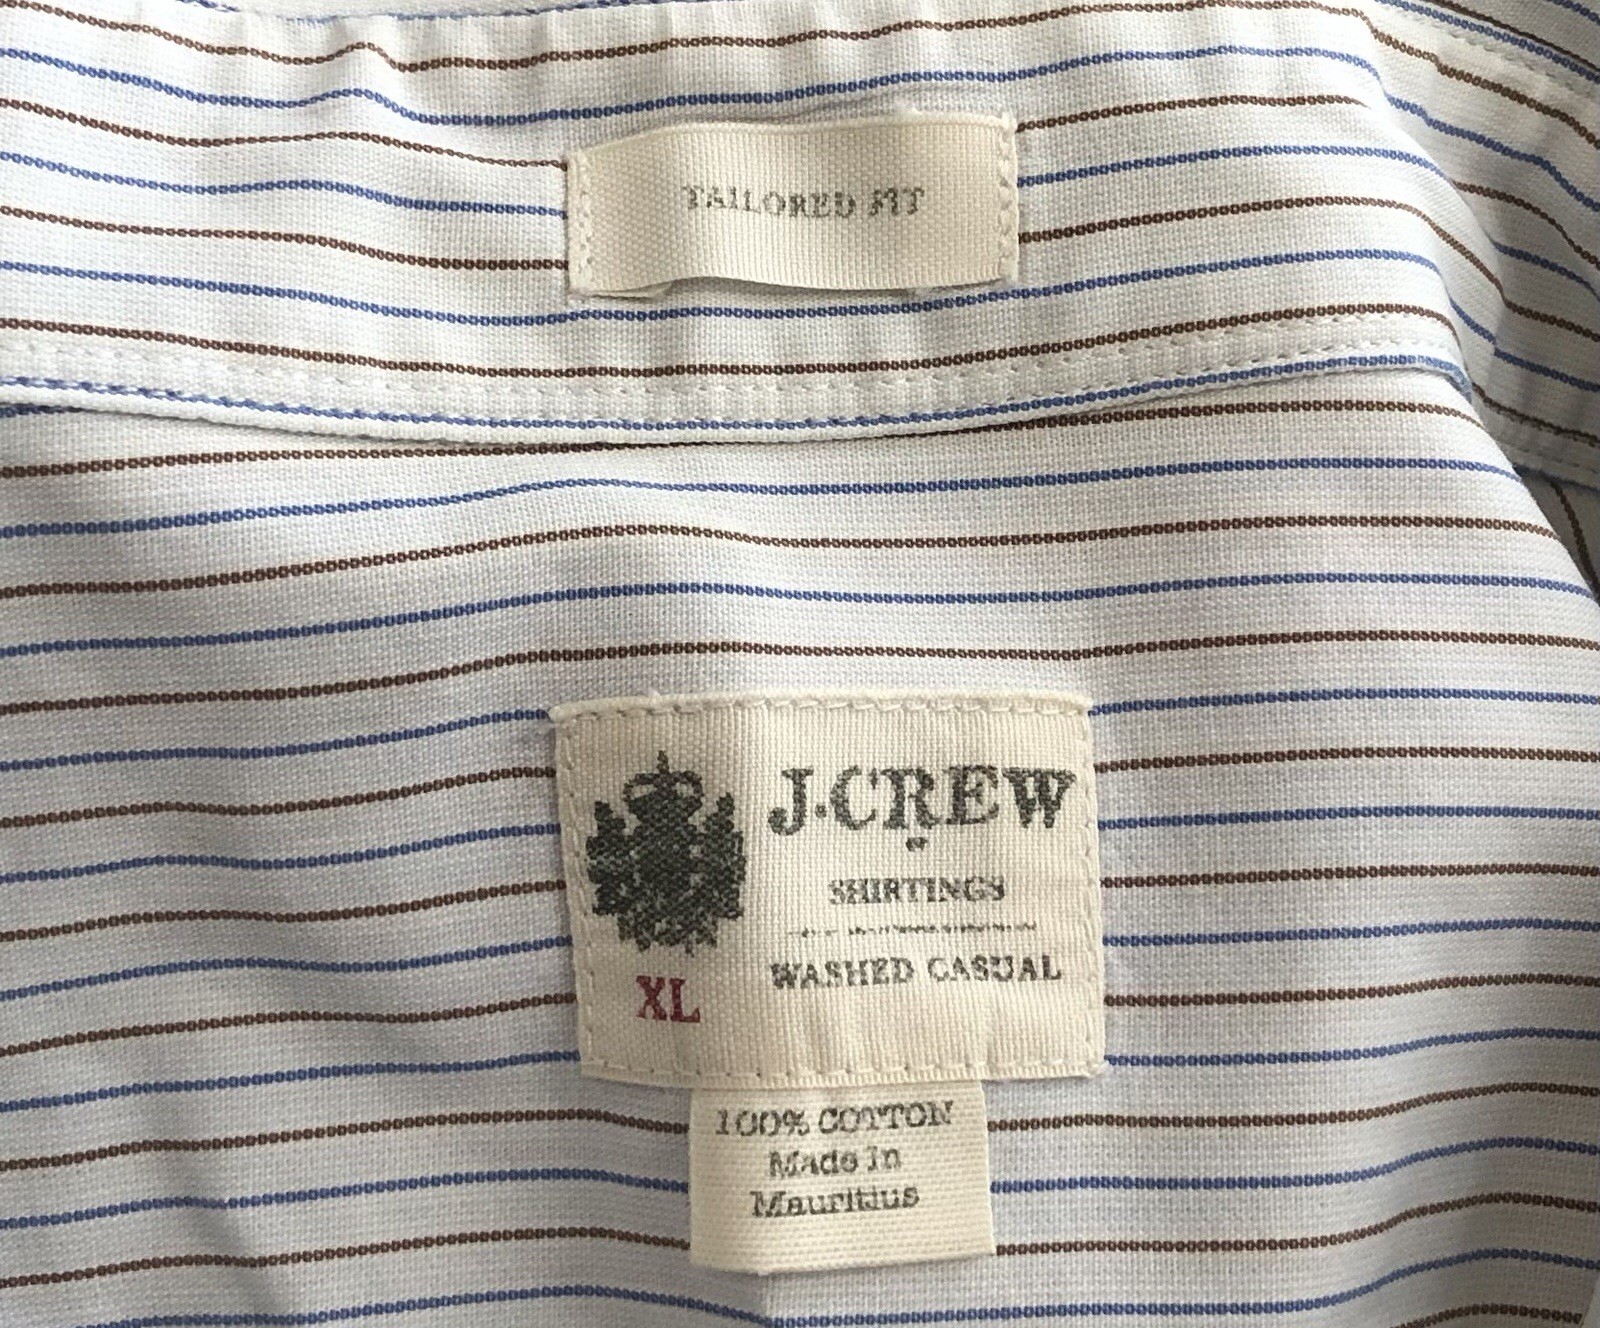 TAILORED FIT
J.CREW
SHIRTINGS
WASHED CASUAL
XL
100% COTTON
Made In
Mauritius